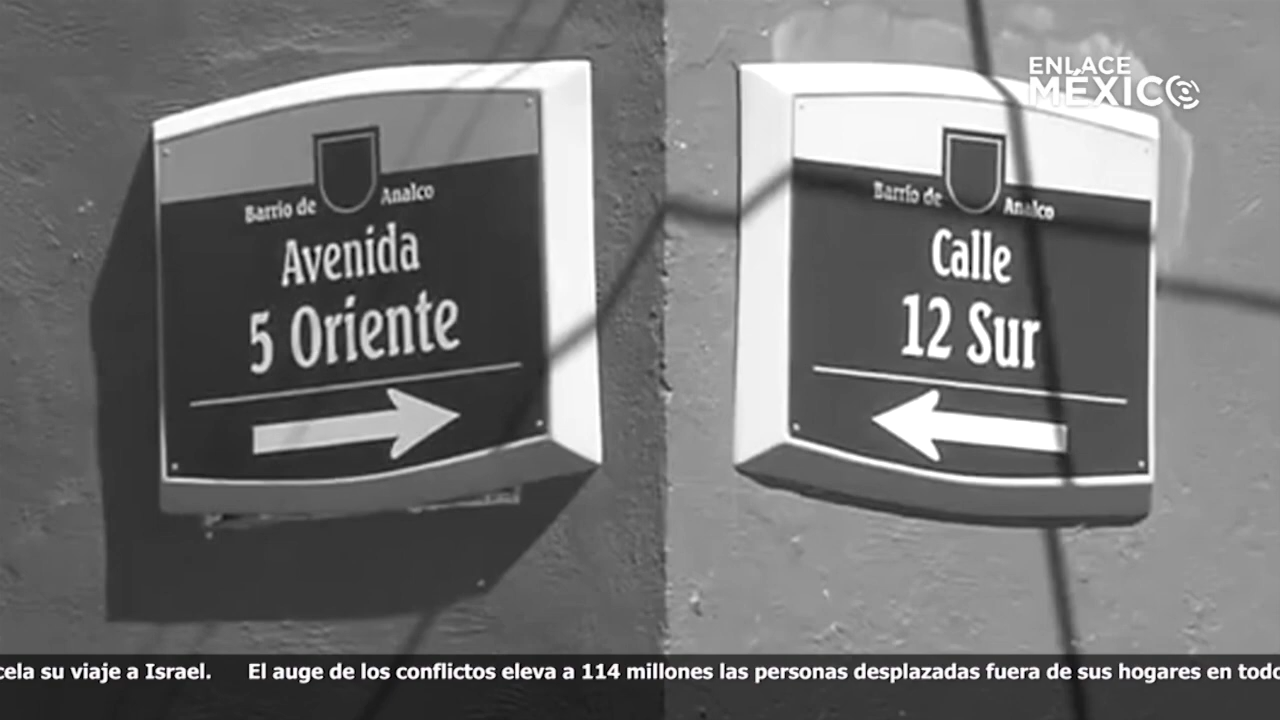 ENLACE
MÉXICO
Barrio de Analco
Avenida
5 Oriente
Barrio de Analco
Calle
12 Sur
cela su viaje a Israel. El auge de los conflictos eleva a 114 millones las personas desplazadas fuera de sus hogares en todo